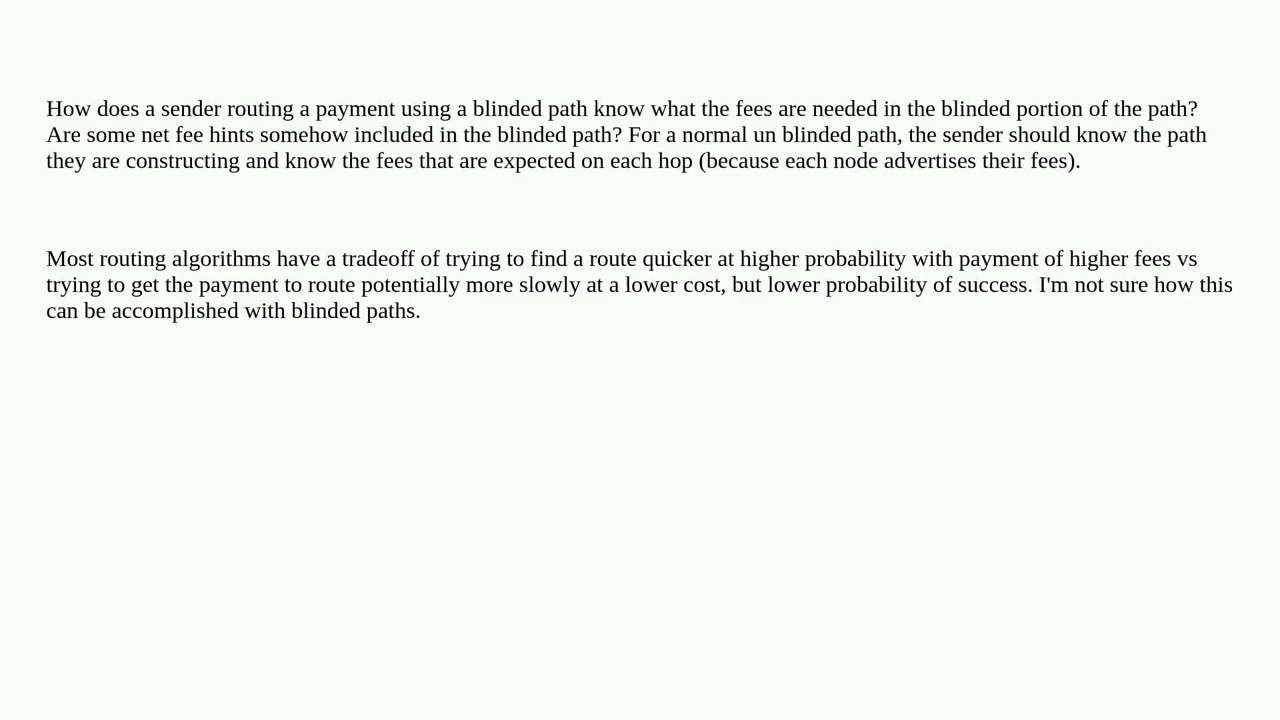 How does a sender routing a payment using a blinded path know what the fees are needed in the blinded portion of the path?
Are some net fee hints somehow included in the blinded path? For a normal un blinded path, the sender should know the path
they are constructing and know the fees that are expected on each hop (because each node advertises their fees).
Most routing algorithms have a tradeoff of trying to find a route quicker at higher probability with payment of higher fees vs
trying to get the payment to route potentially more slowly at a lower cost, but lower probability of success. I'm not sure how this
can be accomplished with blinded paths.